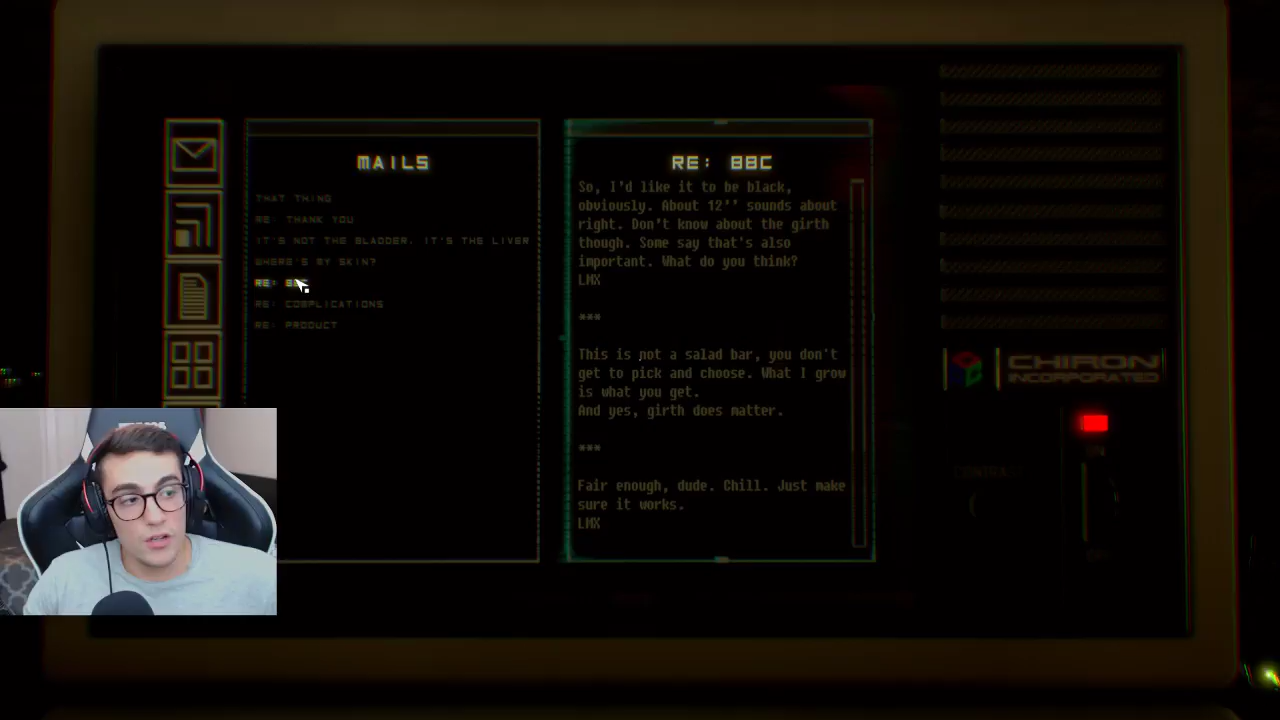 MAILS
THAT THING
RE: THANK YOU
IT'S NOT THE BLADDER. IT'S THE LIVER
WHERE'S MY SKIN?
RE:
RE: COMPLICATIONS
RE: PRODUCT
RE: BBC
So, I'd like it to be black,
obviously. About 12'' sounds about
right. Don't know about the girth
though. Some say that's also
important. What do you think?
LMX
***
This is not a salad bar, you don't
get to pick and choose. What I grow
is what you get.
And yes, girth does matter.
***
Fair enough, dude. Chill. Just make
sure it works.
LMX
CHIRON
INCORPORATED